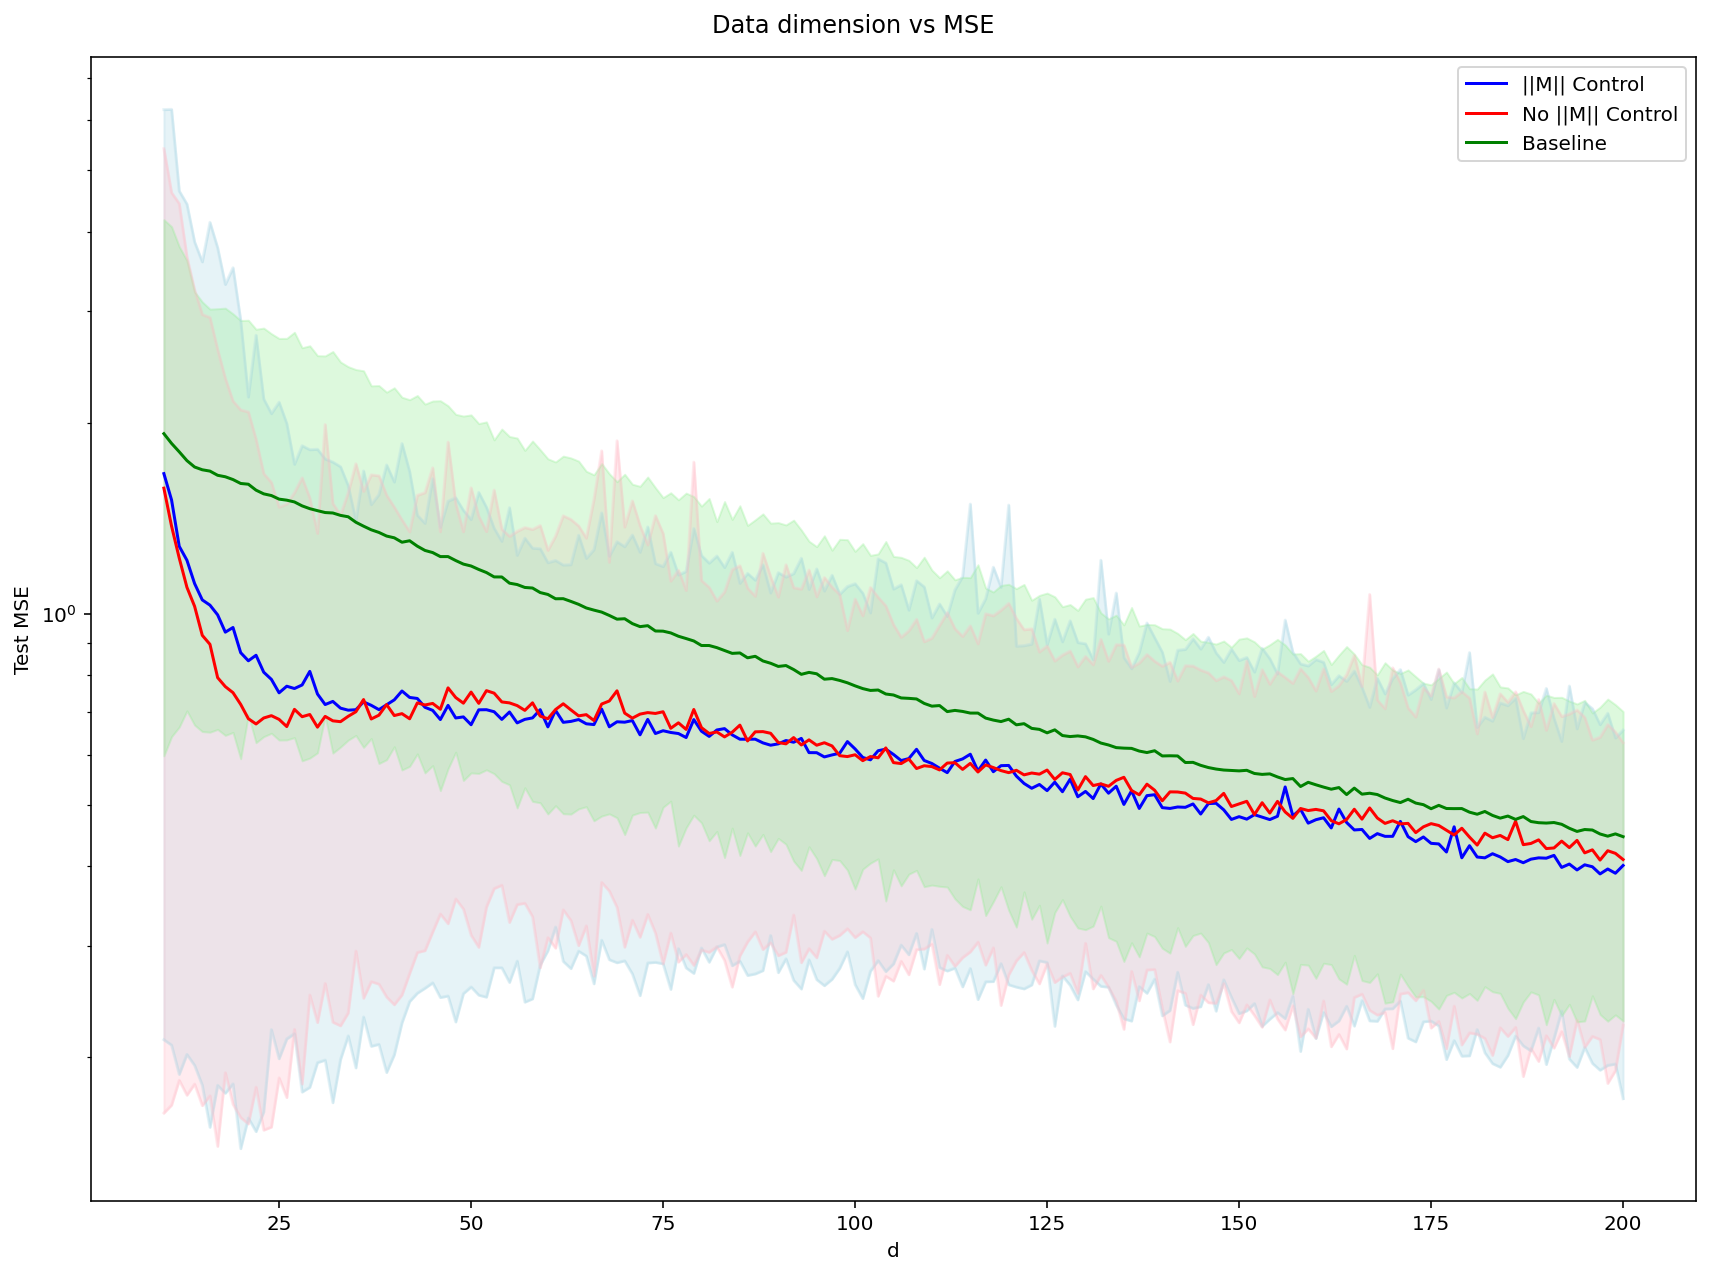 Data dimension vs MSE
||M|| Control
No ||M|| Control
Baseline
Test MSE
10⁰
25 50 75 100 125 150 175 200
d